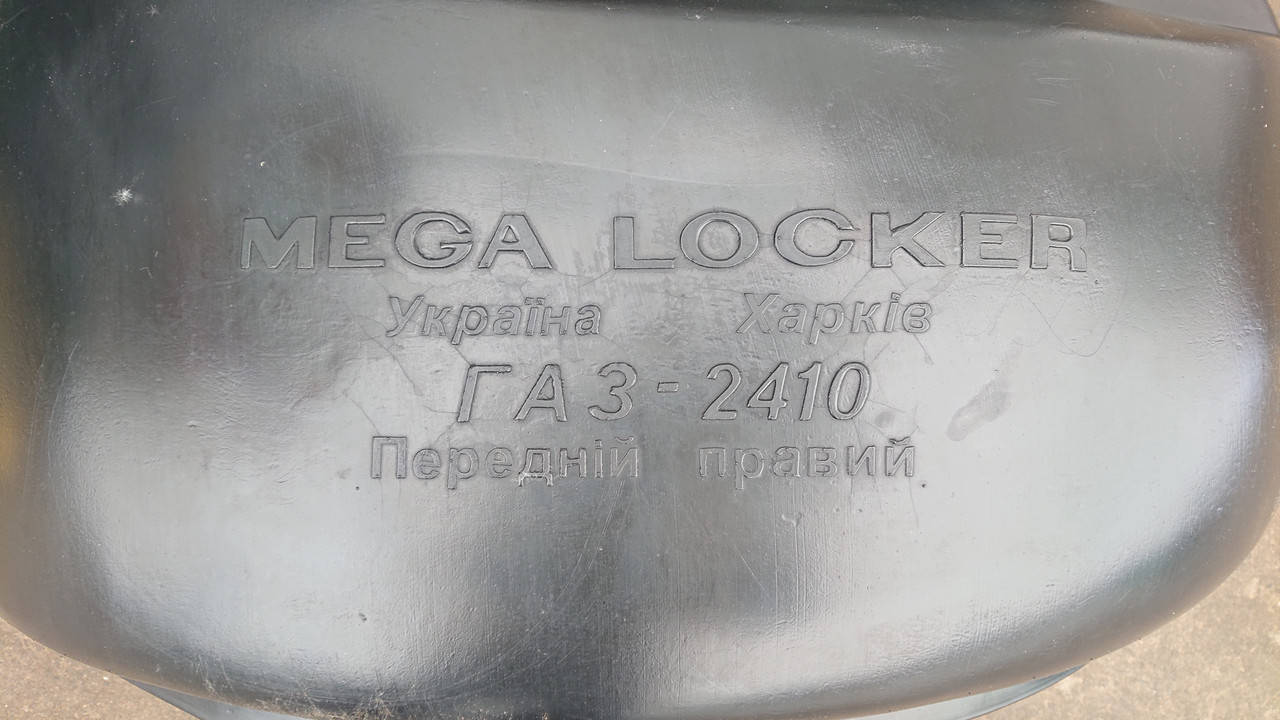 MEGA LOCKER
Україна Харків
ГАЗ-2410
Передній правий